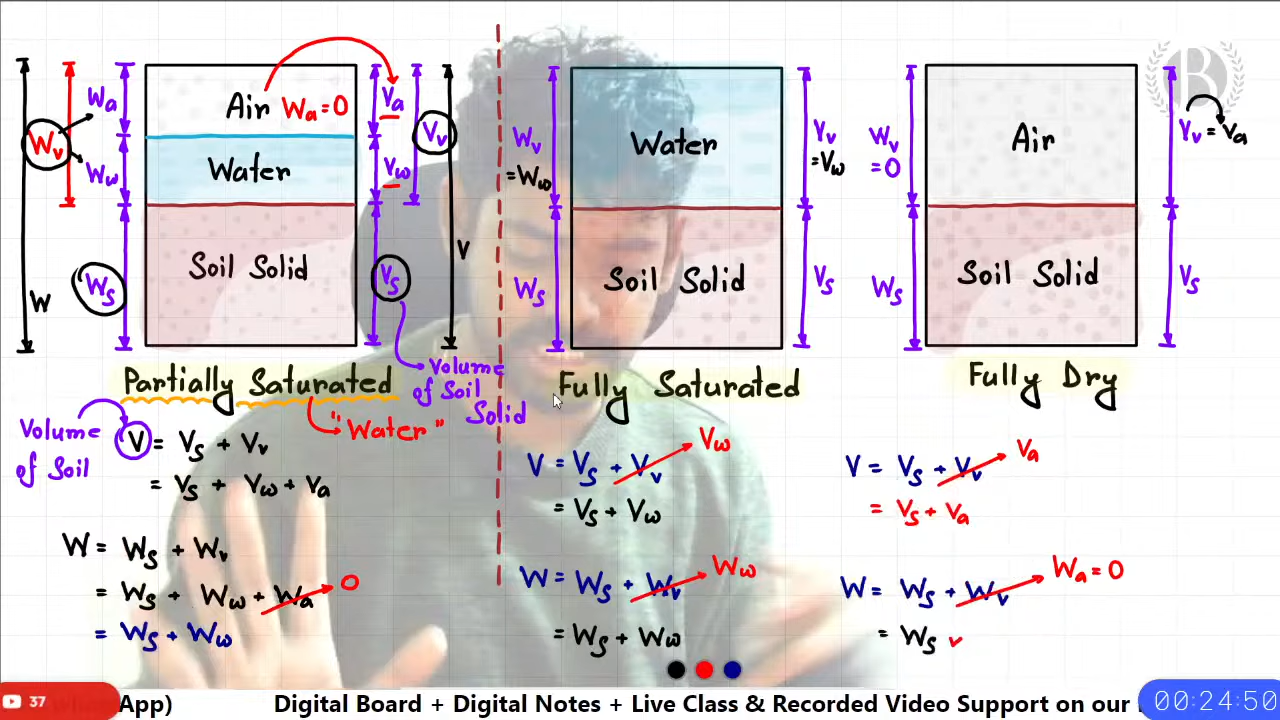 Wa
Wv
Ww
Ws
W
Air Wa = 0
Water
Soil Solid
Va
Vw
Vv
Vs
V
Partially Saturated
"Water"
Volume
of Soil
Solid
Volume
of Soil
V = Vs + Vv
= Vs + Vw + Va
W = Ws + Wv
= Ws + Ww + Wa 0
= Ws + Ww
Wv
= Ww
Ws
Water
Soil Solid
Vv
= Vw
Vs
Fully Saturated
V = Vs + Vv Vw
= Vs + Vw
W = Ws + Wv Ww
= Ws + Ww
Wv
= 0
Ws
Air
Soil Solid
Vv = Va
Vs
Fully Dry
V = Vs + Vv Va
= Vs + Va
W = Ws + Wv Wa = 0
= Ws
B
37
App)
Digital Board + Digital Notes + Live Class & Recorded Video Support on our
00:24:50